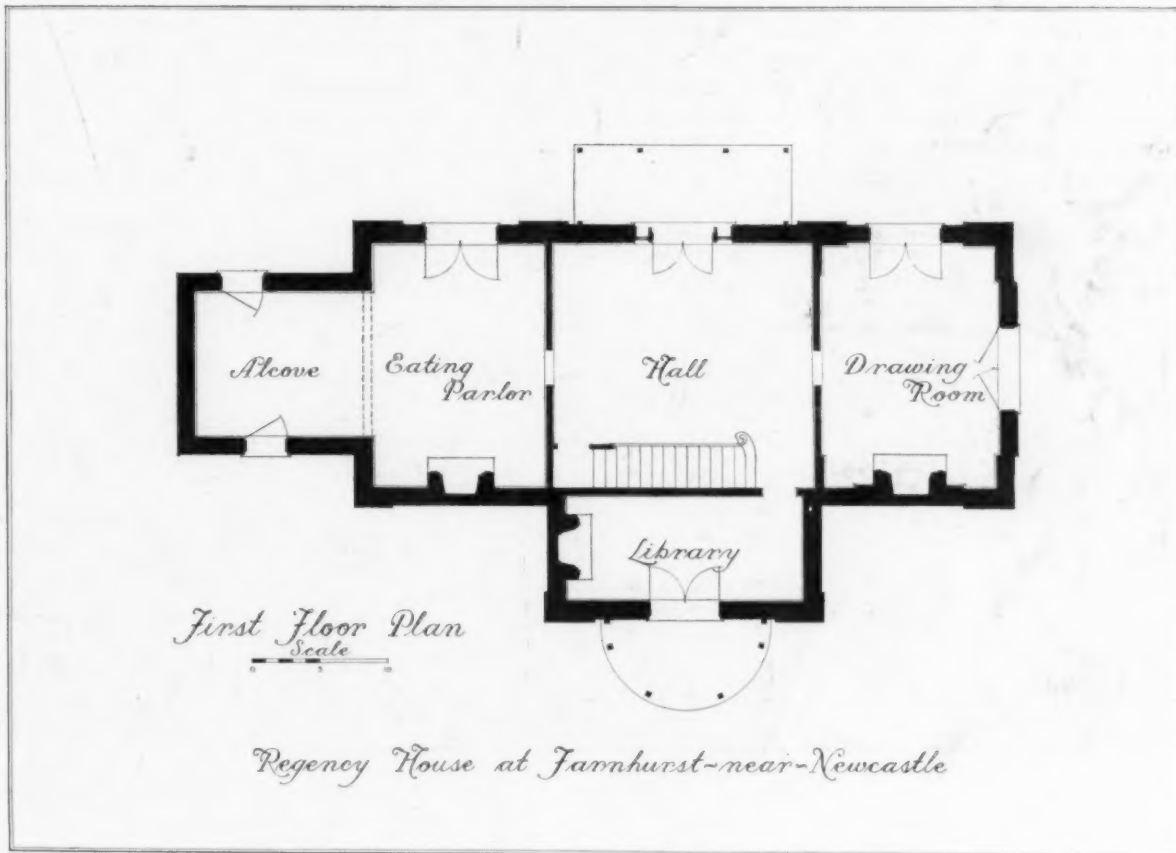 Alcove
Eating
Parlor
Hall
Drawing
Room
Library
First Floor Plan
Scale
0 5 10
Regency House at Farnhurst-near-Newcastle